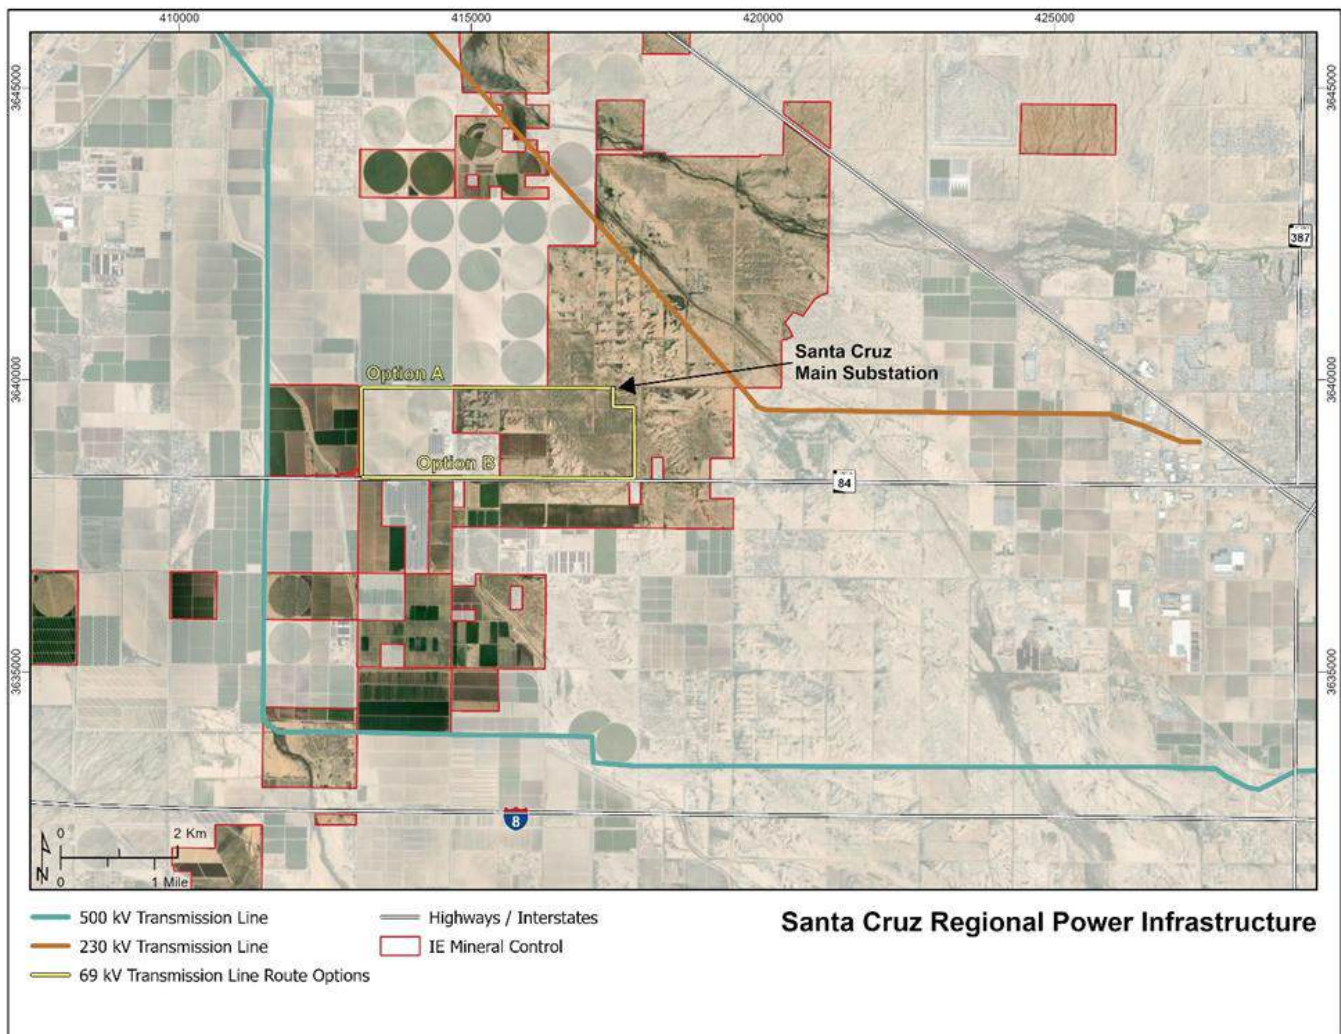 410000
415000
420000
425000
3645000
3645000
387
Option A
Santa Cruz
Main Substation
3640000
3640000
Option B
84
3635000
3635000
8
0
2 Km
N
0
1 Mile
500 kV Transmission Line
230 kV Transmission Line
69 kV Transmission Line Route Options
Highways / Interstates
IE Mineral Control
Santa Cruz Regional Power Infrastructure